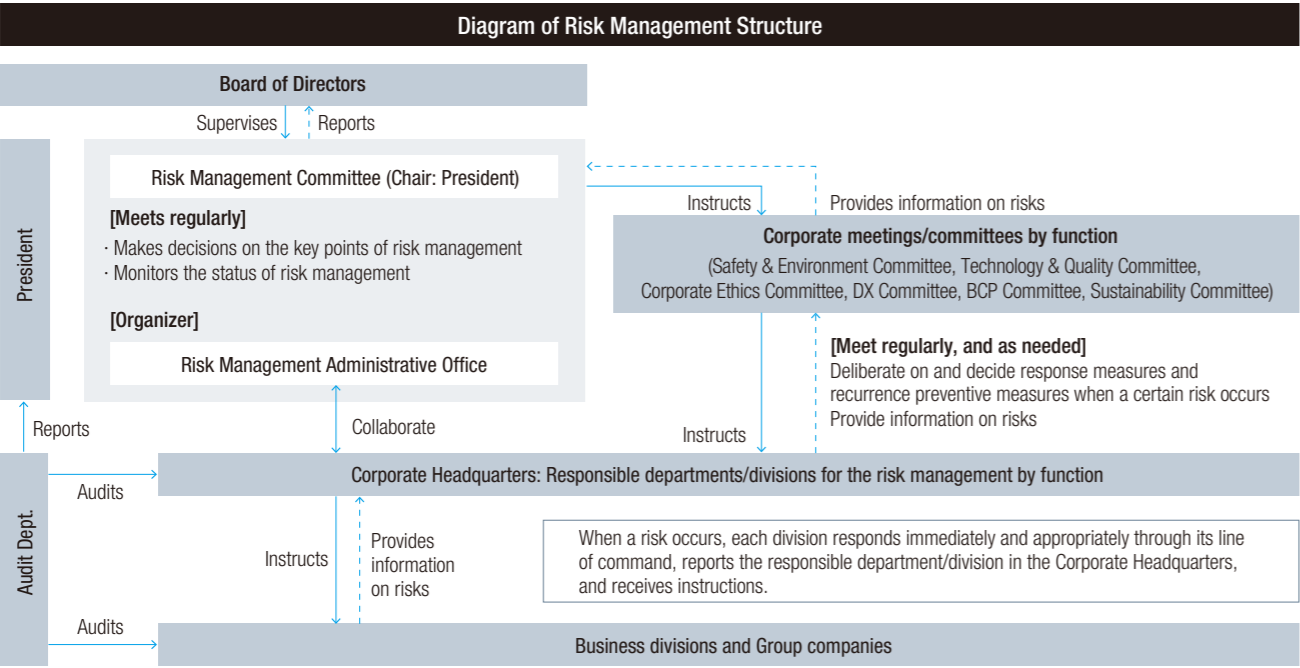 Diagram of Risk Management Structure
Board of Directors
Supervises
Reports
President
Risk Management Committee (Chair: President)
[Meets regularly]
· Makes decisions on the key points of risk management
· Monitors the status of risk management
[Organizer]
Risk Management Administrative Office
Instructs
Provides information on risks
Corporate meetings/committees by function
(Safety & Environment Committee, Technology & Quality Committee,
Corporate Ethics Committee, DX Committee, BCP Committee, Sustainability Committee)
[Meet regularly, and as needed]
Deliberate on and decide response measures and
recurrence preventive measures when a certain risk occurs
Provide information on risks
Reports
Collaborate
Instructs
Audit Dept.
Audits
Corporate Headquarters: Responsible departments/divisions for the risk management by function
Instructs
Provides
information
on risks
When a risk occurs, each division responds immediately and appropriately through its line
of command, reports the responsible department/division in the Corporate Headquarters,
and receives instructions.
Audits
Business divisions and Group companies